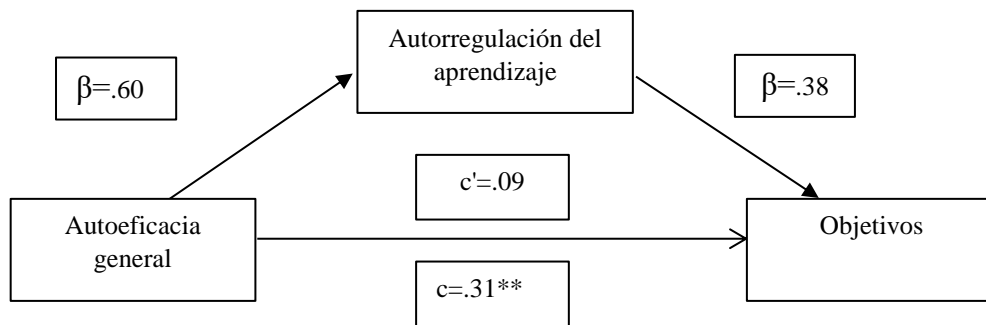 Autorregulación del
aprendizaje
β=.60
β=.38
c'=.09
Autoeficacia
general
Objetivos
c=.31**